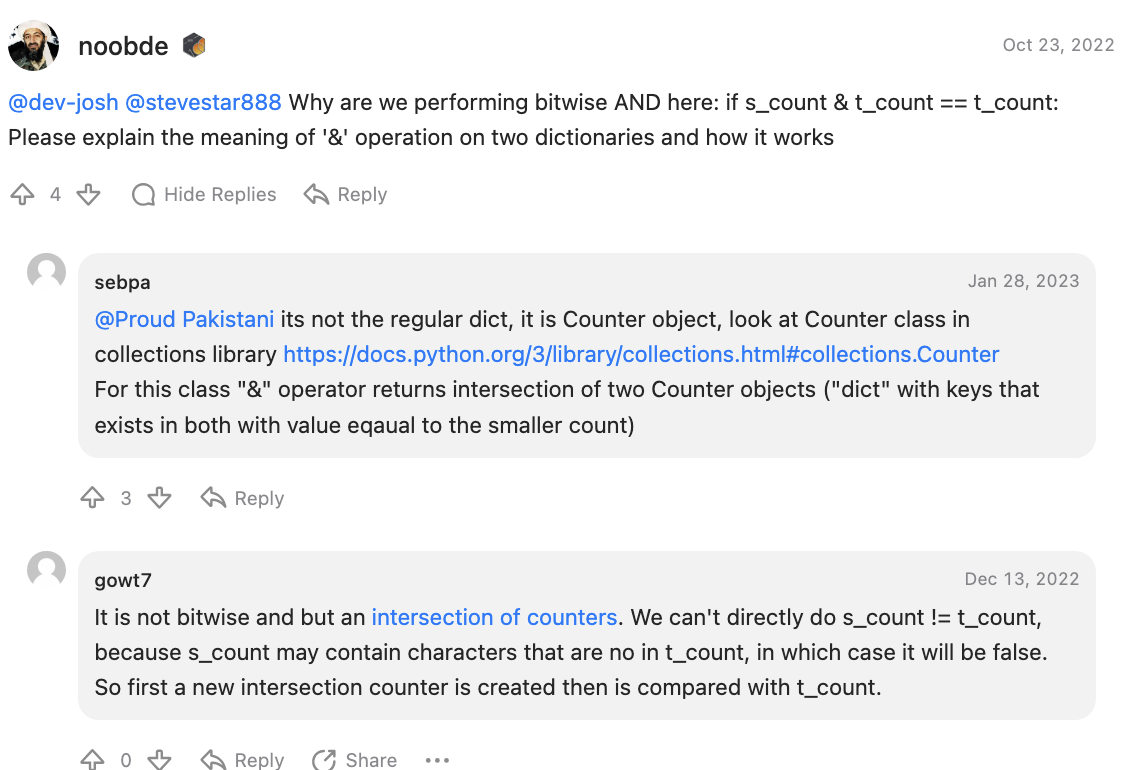 noobde
Oct 23, 2022
@dev-josh @stevestar888 Why are we performing bitwise AND here: if s_count & t_count == t_count:
Please explain the meaning of '&' operation on two dictionaries and how it works
4 Hide Replies Reply
sebpa
Jan 28, 2023
@Proud Pakistani its not the regular dict, it is Counter object, look at Counter class in
collections library https://docs.python.org/3/library/collections.html#collections.Counter
For this class "&" operator returns intersection of two Counter objects ("dict" with keys that
exists in both with value eqaual to the smaller count)
3 Reply
gowt7
Dec 13, 2022
It is not bitwise and but an intersection of counters. We can't directly do s_count != t_count,
because s_count may contain characters that are no in t_count, in which case it will be false.
So first a new intersection counter is created then is compared with t_count.
0 Reply Share